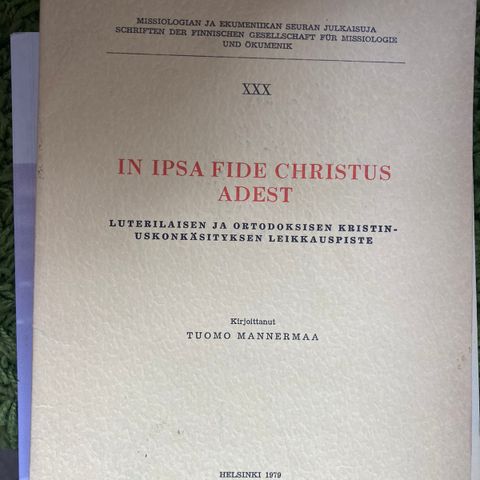 MISSIOLOGIAN JA EKUMENIIKAN SEURAN JULKAISUJA
SCHRIFTEN DER FINNISCHEN GESELLSCHAFT FÜR MISSIOLOGIE
UND ÖKUMENIK
XXX
IN IPSA FIDE CHRISTUS
ADEST
LUTERILAISEN JA ORTODOKSISEN KRISTIN-
USKONKÄSITYKSEN LEIKKAUSPISTE
Kirjoittanut
TUOMO MANNERMAA
HELSINKI 1979